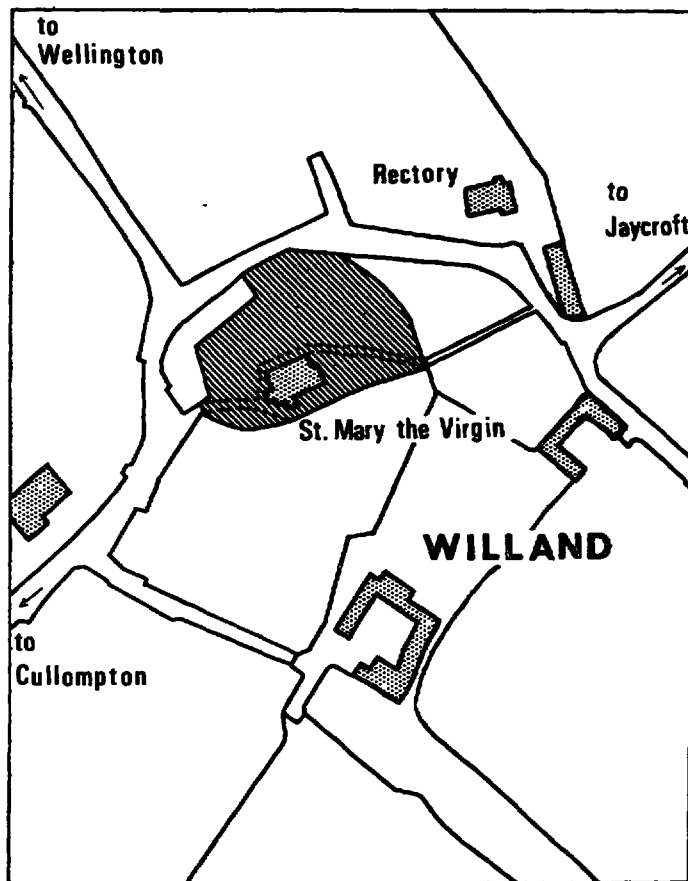 to
Wellington
Rectory
to
Jaycroft
St. Mary the Virgin
WILLAND
to
Cullompton